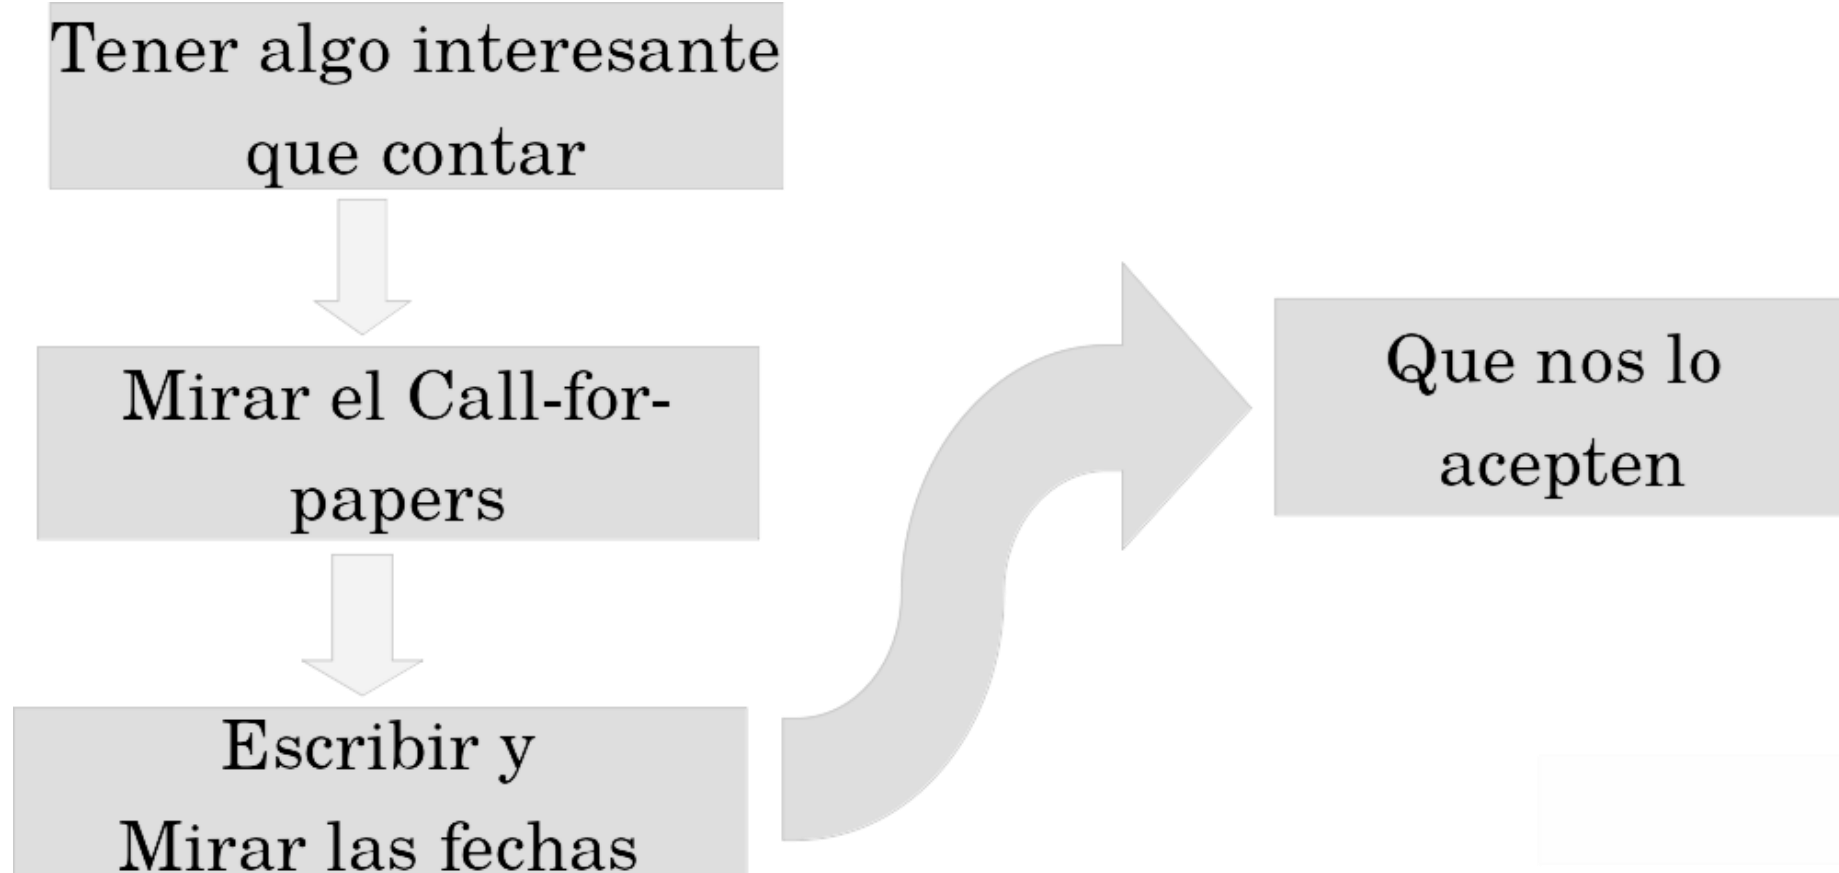 Tener algo interesante
que contar
Mirar el Call-for-
papers
Escribir y
Mirar las fechas
Que nos lo
acepten